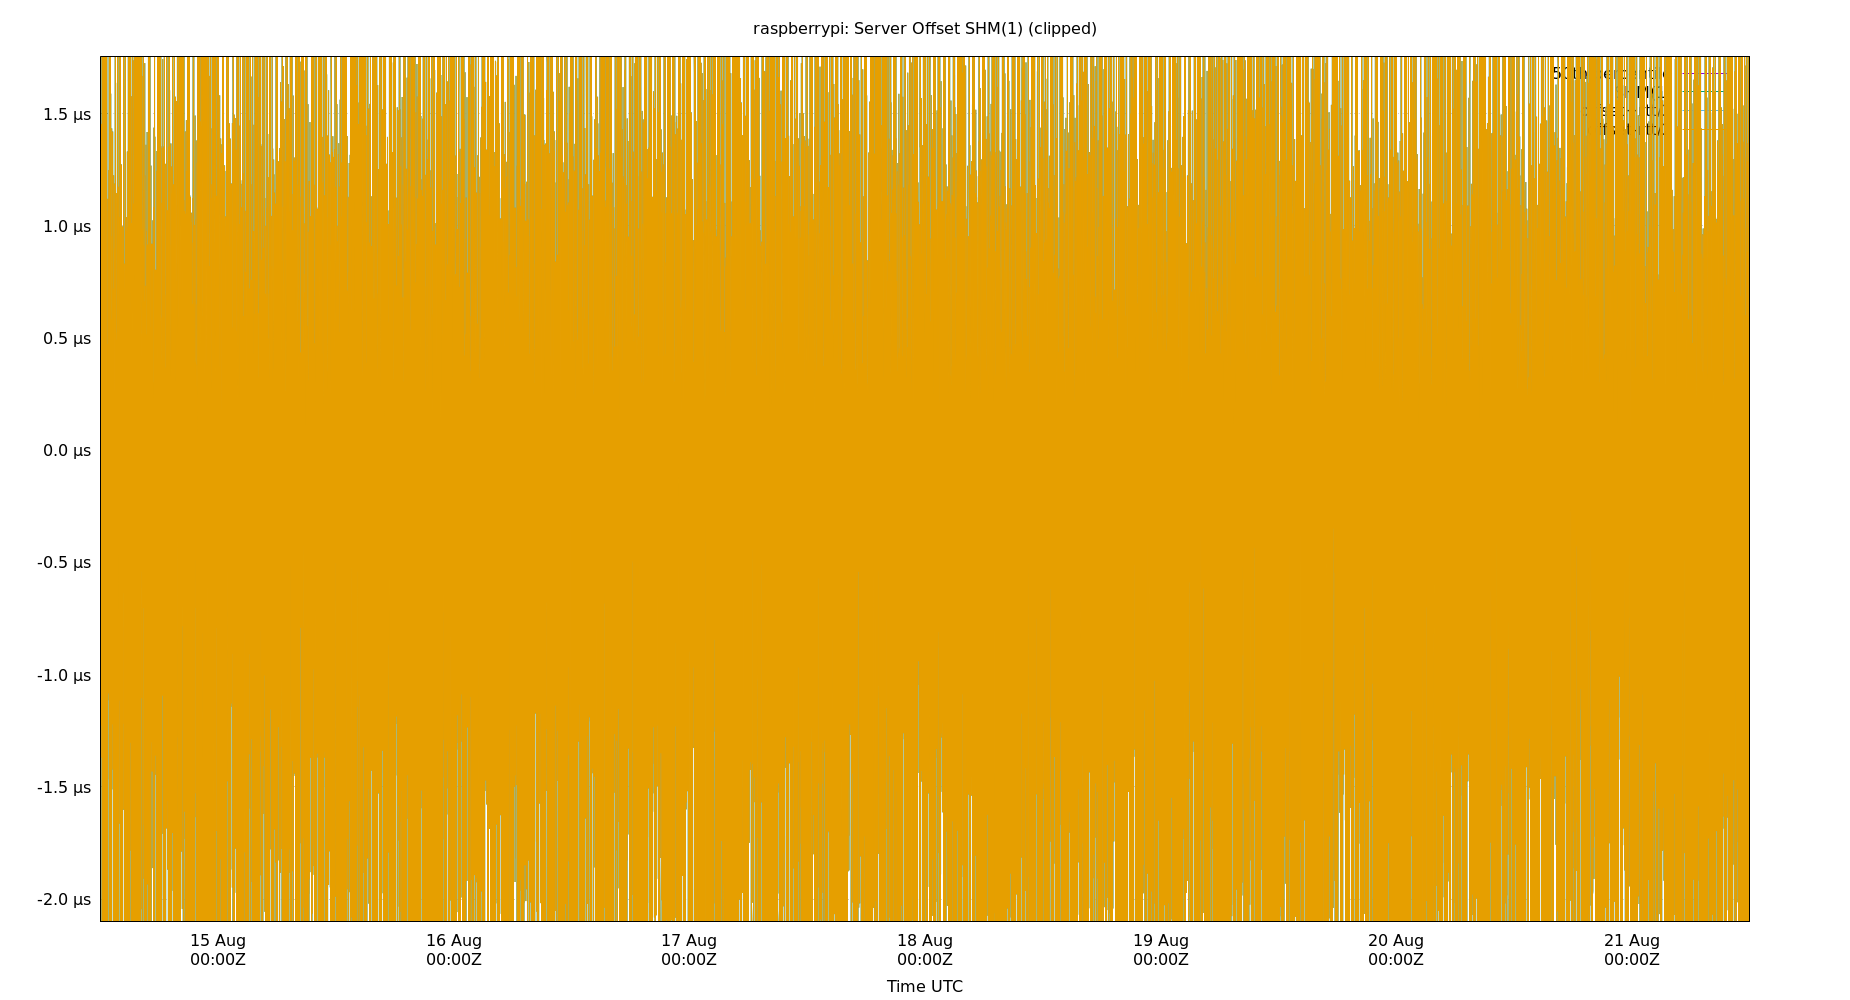 raspberrypi: Server Offset SHM(1) (clipped)
1.5 µs
1.0 µs
0.5 µs
0.0 µs
-0.5 µs
-1.0 µs
-1.5 µs
-2.0 µs
15 Aug 16 Aug 17 Aug 18 Aug 19 Aug 20 Aug 21 Aug
00:00Z 00:00Z 00:00Z 00:00Z 00:00Z 00:00Z 00:00Z
Time UTC